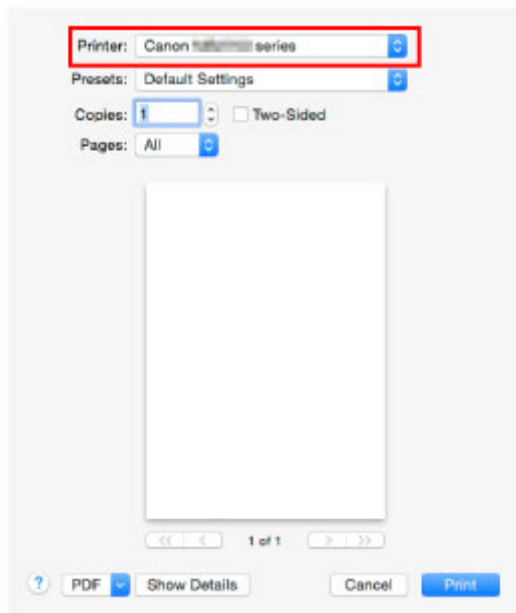 Printer: Canon series
Presets: Default Settings
Copies: 1 Two-Sided
Pages: All
<< < 1 of 1 > >>
? PDF Show Details Cancel Print